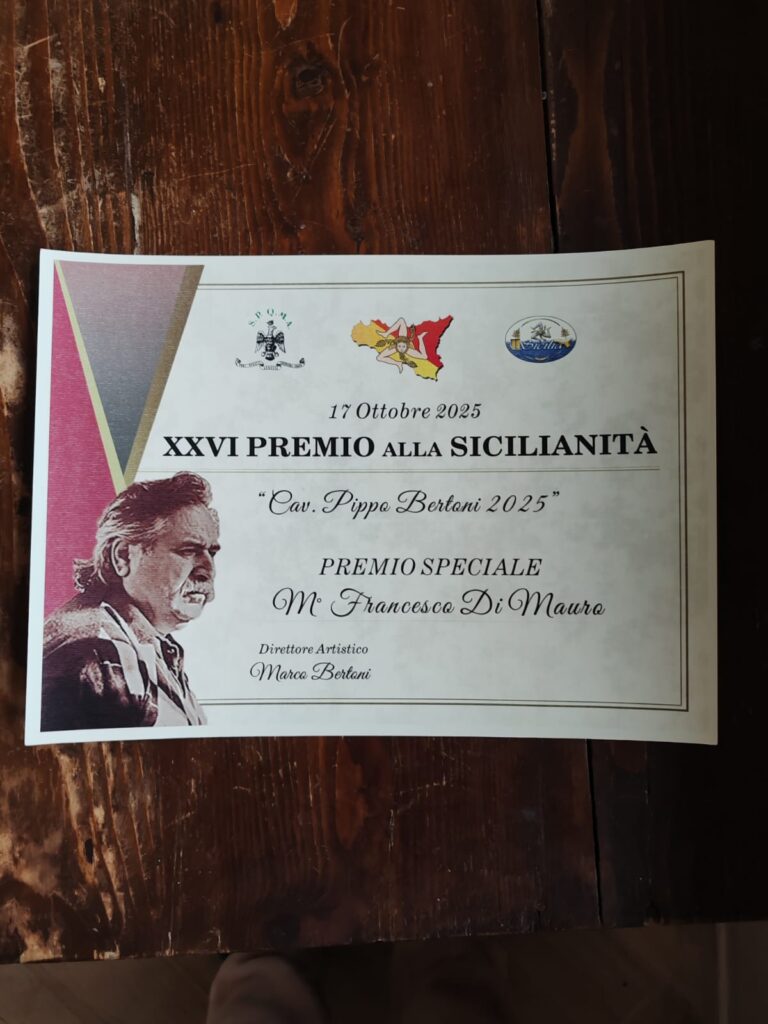 S.P.Q.M.A.
Sicilia
17 Ottobre 2025
XXVI PREMIO ALLA SICILIANITÀ
“Cav. Pippo Bertoni 2025”
PREMIO SPECIALE
M° Francesco Di Mauro
Direttore Artistico
Marco Bertoni